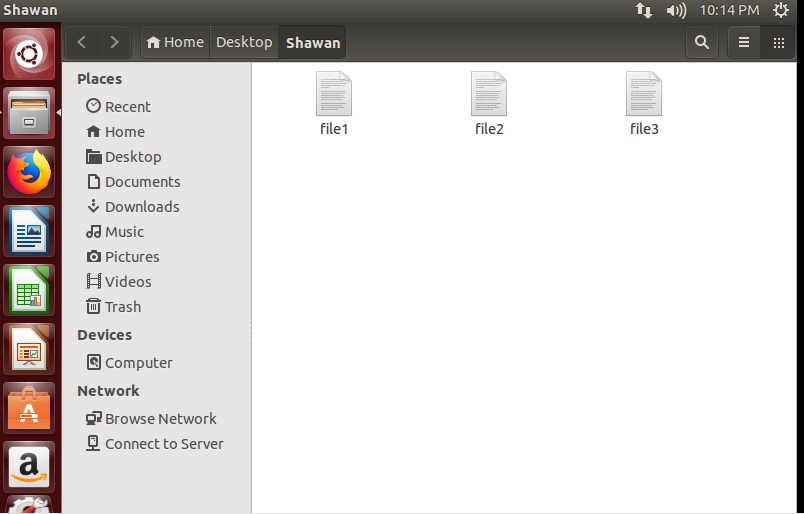 Shawan 10:14 PM
Home Desktop Shawan
Places
Recent
Home
Desktop
Documents
Downloads
Music
Pictures
Videos
Trash
Devices
Computer
Network
Browse Network
Connect to Server
file1 file2 file3